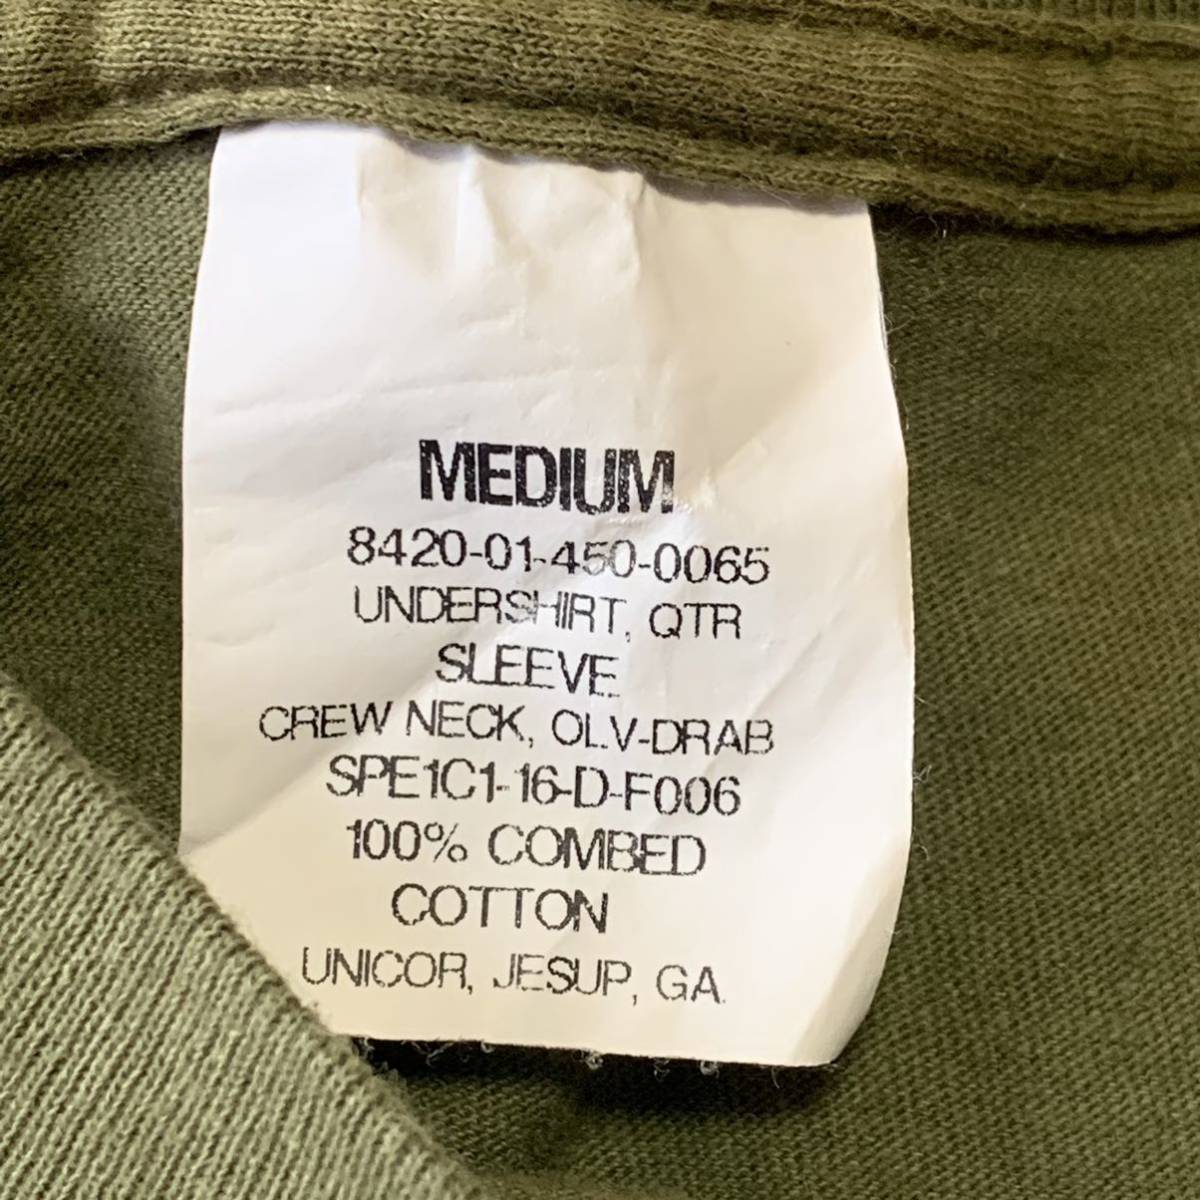 MEDIUM
8420-01-450-0065
UNDERSHIRT, QTR
SLEEVE
CREW NECK, OLV-DRAB
SPE1C1-16-D-F006
100% COMBED
COTTON
UNICOR, JESUP, GA.